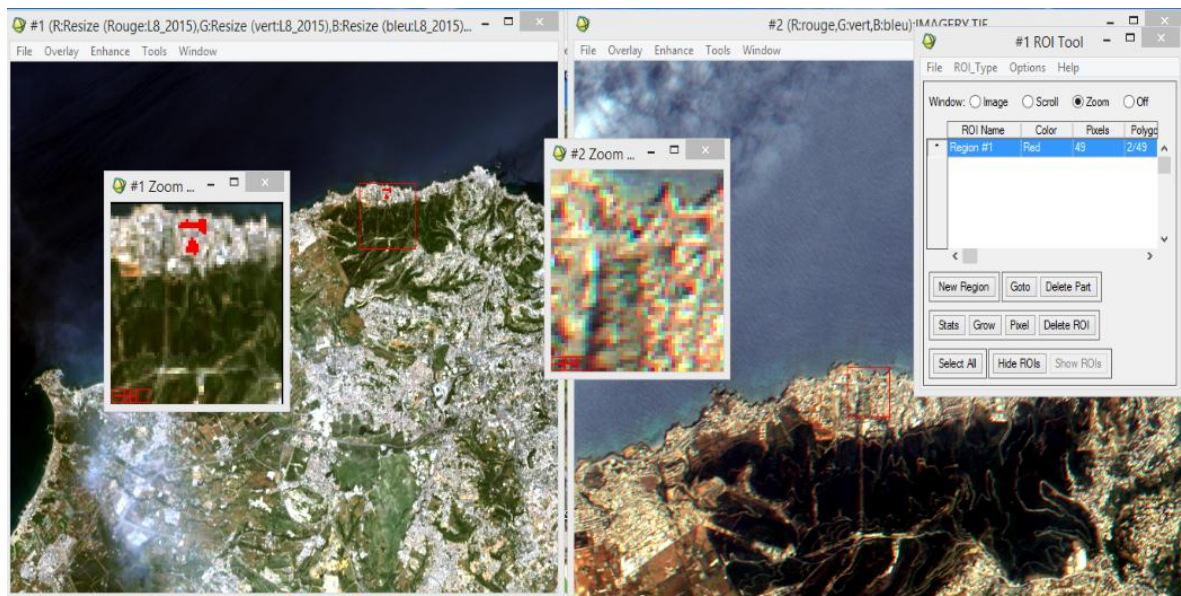 #1 (R:Resize (Rouge:L8_2015),G:Resize (vert:L8_2015),B:Resize (bleu:L8_2015)...
File Overlay Enhance Tools Window
#1 Zoom ...
#2 (R:rouge,G:vert,B:bleu):IMAGERY.TIF
File Overlay Enhance Tools Window
#2 Zoom ...
#1 ROI Tool
File ROI_Type Options Help
Window: Image Scroll Zoom Off
ROI Name Color Pixels Polygo
* Region #1 Red 49 2/49
New Region Goto Delete Part
Stats Grow Pixel Delete ROI
Select All Hide ROIs Show ROIs